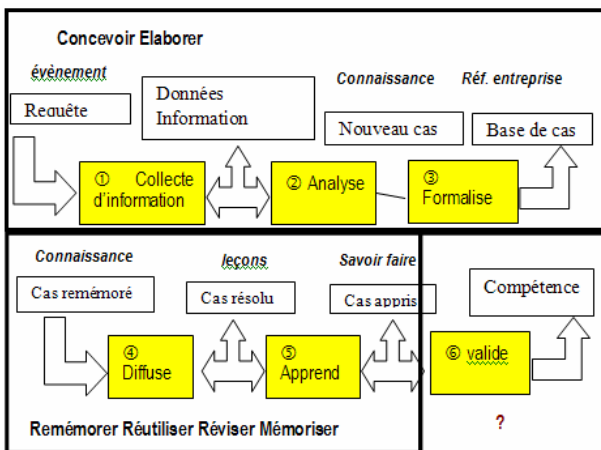 Concevoir Elaborer
évènement
Connaissance
Réf. entreprise
Requête
Données
Information
Nouveau cas
Base de cas
① Collecte
d'information
② Analyse
③
Formalise
Connaissance
leçons
Savoir faire
Cas remémoré
Cas résolu
Cas appris
Compétence
④
Diffuse
⑤
Apprend
⑥ valide
?
Remémorer Réutiliser Réviser Mémoriser